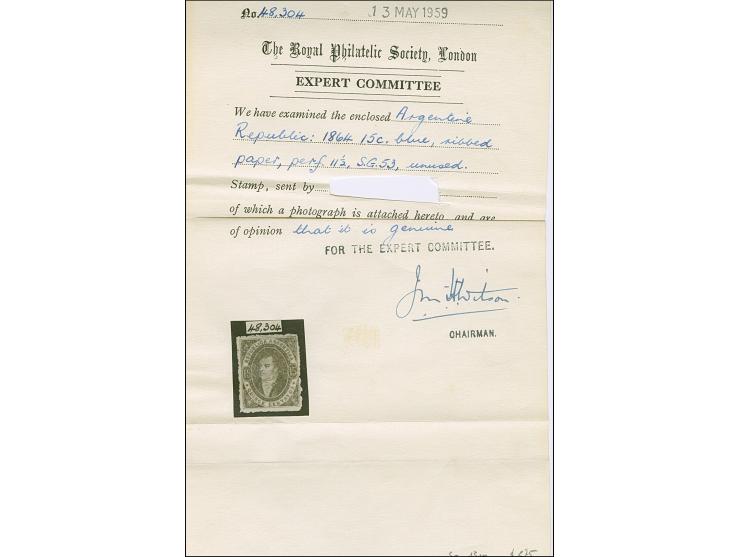 No. 48,304 13 MAY 1959
The Royal Philatelic Society, London
EXPERT COMMITTEE
We have examined the enclosed Argentine
Republic: 1864 15c. blue, ribbed
paper, perf 11½, S.G.53, unused.
Stamp, sent by
of which a photograph is attached hereto and are
of opinion that it is genuine
FOR THE EXPERT COMMITTEE.
CHAIRMAN.
48,304